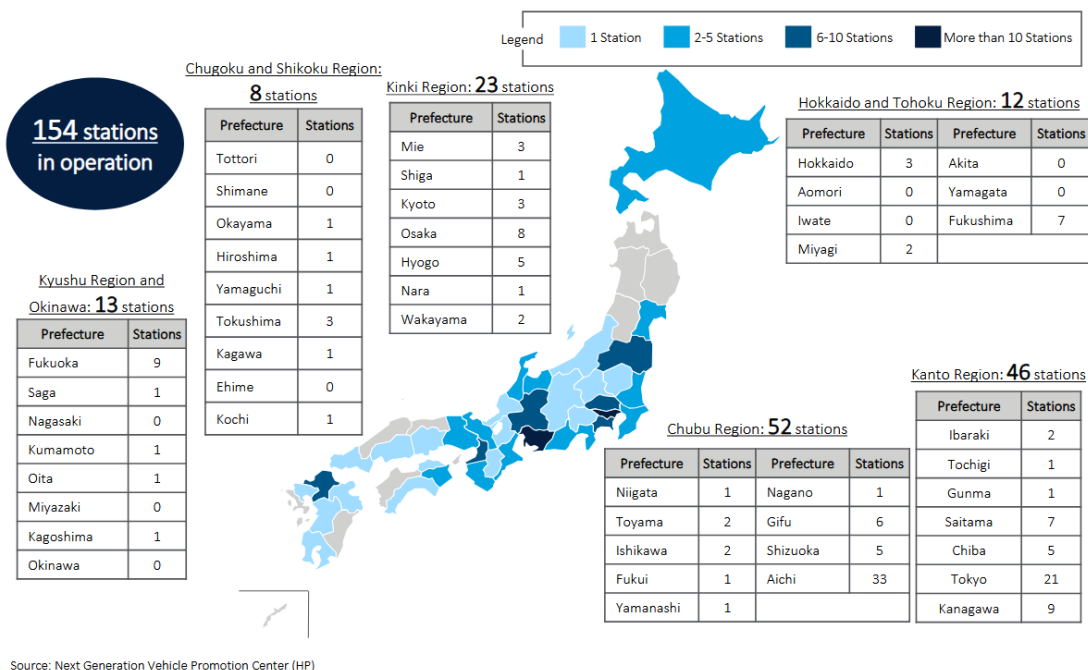 Legend 1 Station 2-5 Stations 6-10 Stations More than 10 Stations
154 stations
in operation
Chugoku and Shikoku Region:
8 stations
Prefecture Stations
Tottori 0
Shimane 0
Okayama 1
Hiroshima 1
Yamaguchi 1
Tokushima 3
Kagawa 1
Ehime 0
Kochi 1
Kinki Region: 23 stations
Prefecture Stations
Mie 3
Shiga 1
Kyoto 3
Osaka 8
Hyogo 5
Nara 1
Wakayama 2
Hokkaido and Tohoku Region: 12 stations
Prefecture Stations Prefecture Stations
Hokkaido 3 Akita 0
Aomori 0 Yamagata 0
Iwate 0 Fukushima 7
Miyagi 2
Kyushu Region and
Okinawa: 13 stations
Prefecture Stations
Fukuoka 9
Saga 1
Nagasaki 0
Kumamoto 1
Oita 1
Miyazaki 0
Kagoshima 1
Okinawa 0
Chubu Region: 52 stations
Prefecture Stations Prefecture Stations
Niigata 1 Nagano 1
Toyama 2 Gifu 6
Ishikawa 2 Shizuoka 5
Fukui 1 Aichi 33
Yamanashi 1
Kanto Region: 46 stations
Prefecture Stations
Ibaraki 2
Tochigi 1
Gunma 1
Saitama 7
Chiba 5
Tokyo 21
Kanagawa 9
Source: Next Generation Vehicle Promotion Center (HP)